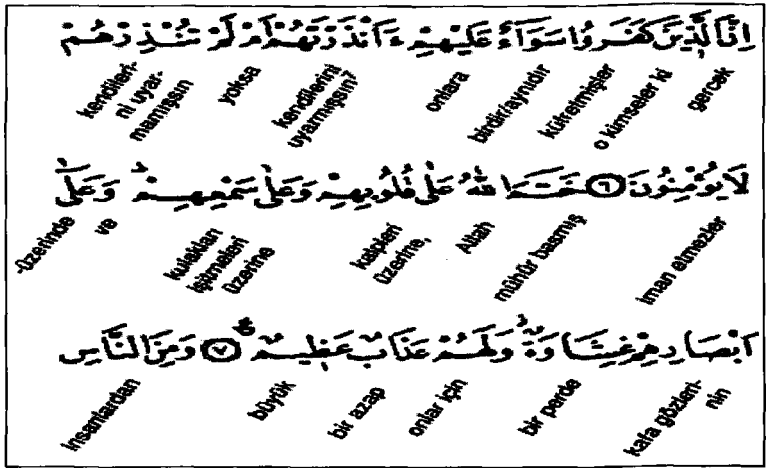 اِنَّ الَّذِينَ كَفَرُوا سَوَاءٌ عَلَيْهِمْ ءَاَنْذَرْتَهُمْ اَمْ لَمْ تُنْذِرْهُمْ
gerçek o kimseler ki küfretmişler birdir/aynıdır onlara kendilerini uyarmışsın? yoksa kendileri-ni uyar-mamışsın
لَا يُؤْمِنُونَ ﴿٦﴾ خَتَمَ اللّٰهُ عَلٰى قُلُوبِهِمْ وَعَلٰى سَمْعِهِمْ وَعَلٰٓى
iman etmezler mühür basmış Allah kalpleri üzerine, kulakları işitmeleri üzerine ve -üzerinde
اَبْصَارِهِمْ غِشَاوَةٌ وَلَهُمْ عَذَابٌ عَظِيمٌ ﴿٧﴾ وَمِنَ النَّاسِ
kafa gözleri-nin bir perde onlar için bir azap büyük insanlardan